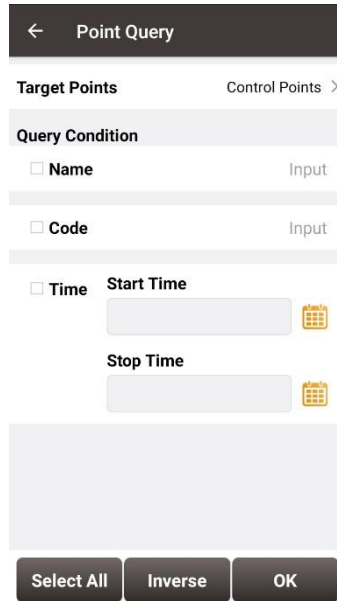 Point Query
Target Points Control Points
Query Condition
Name Input
Code Input
Time Start Time
Stop Time
Select All Inverse OK